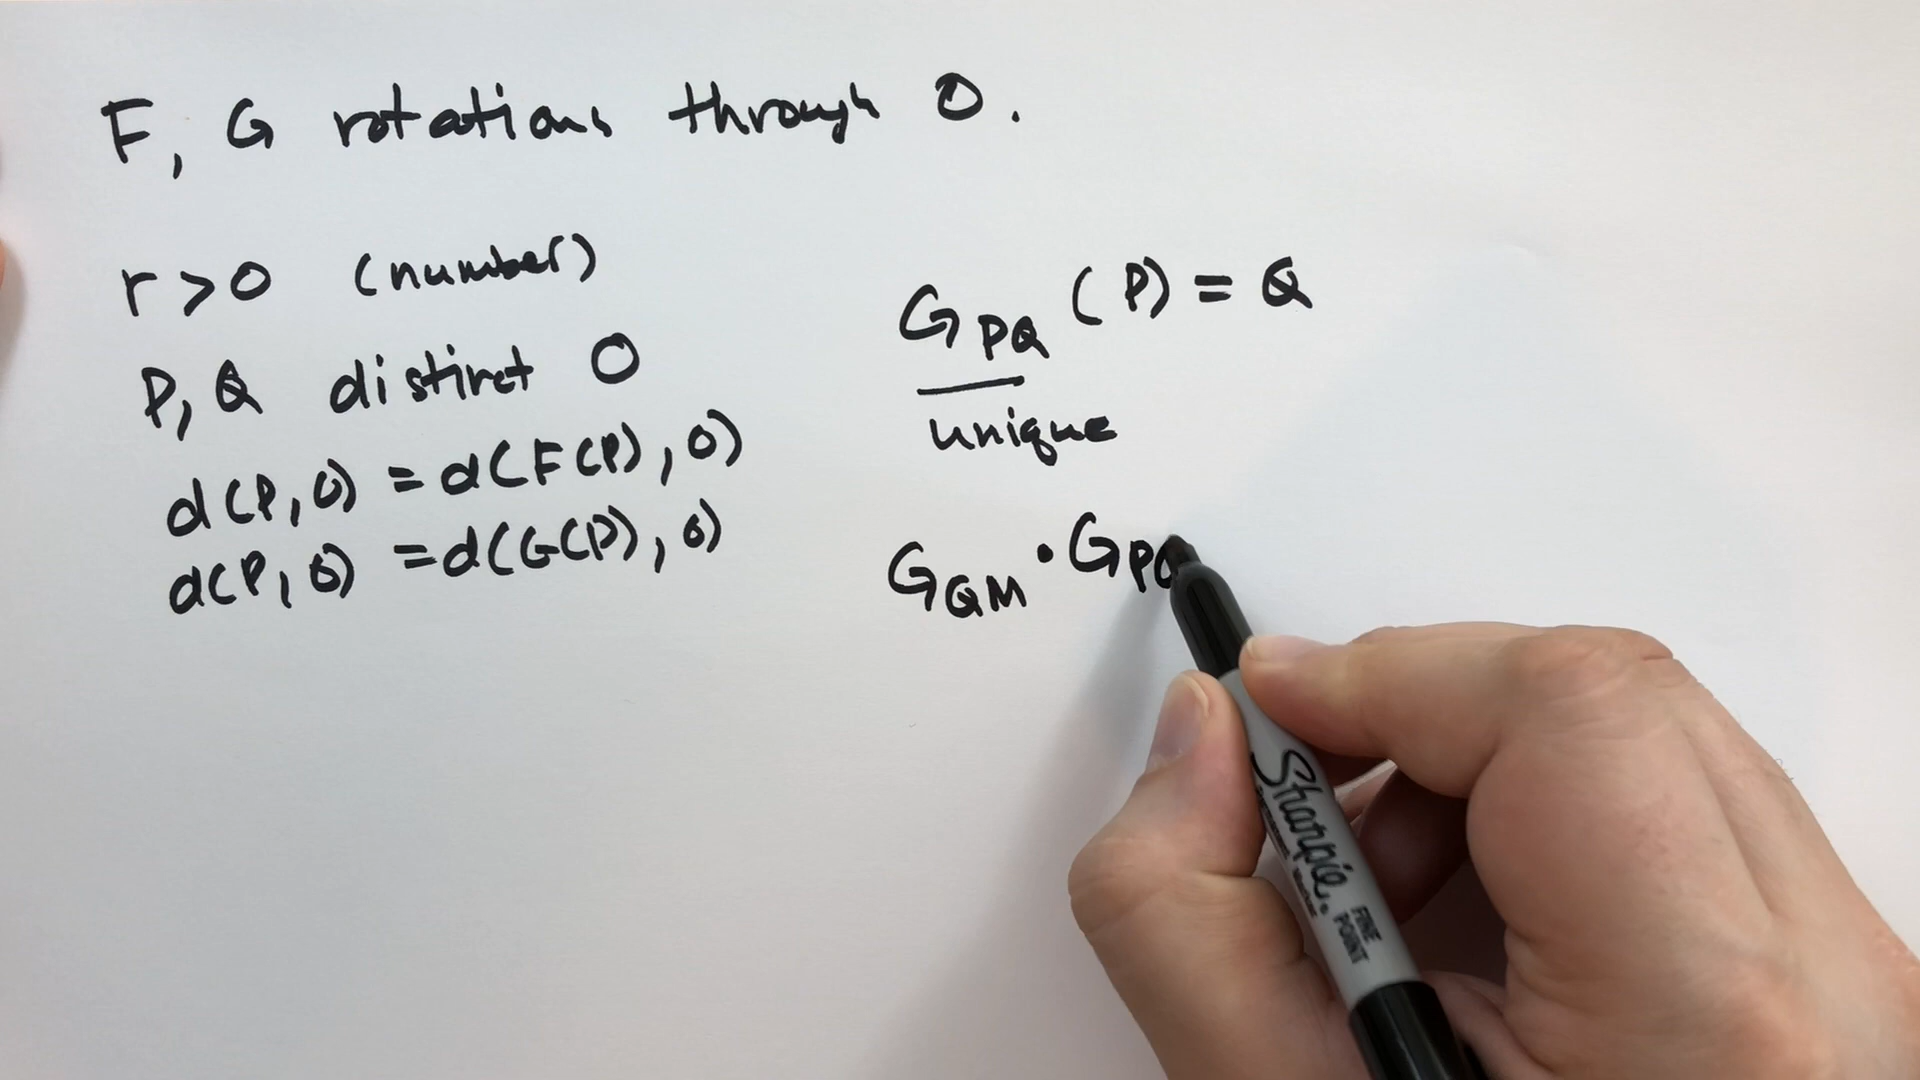 F, G rotations through O.
r > 0 (number)
P, Q distinct O
d(P, O) = d(F(P), O)
d(P, O) = d(G(P), O)
G_PQ (P) = Q
unique
G_QM · G_PQ
Sharpie.
FINE POINT